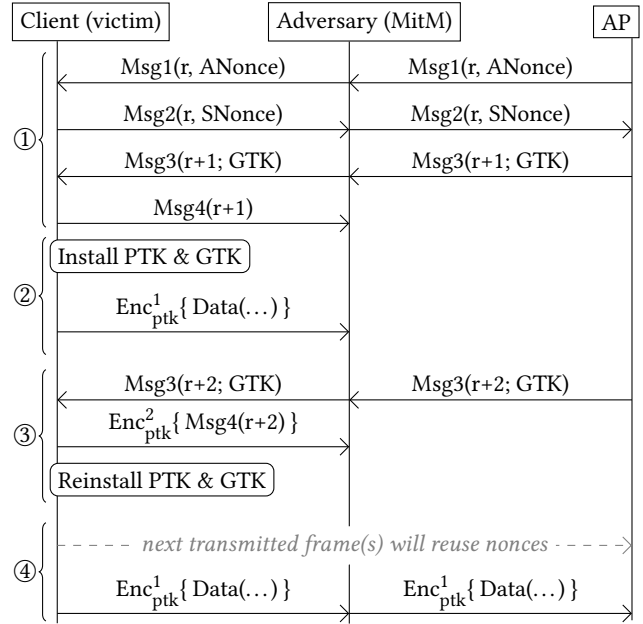 Client (victim) Adversary (MitM) AP
Msg1(r, ANonce) Msg1(r, ANonce)
Msg2(r, SNonce) Msg2(r, SNonce)
①
Msg3(r+1; GTK) Msg3(r+1; GTK)
Msg4(r+1)
Install PTK & GTK
②
Enc¹ptk{ Data(…) }
Msg3(r+2; GTK) Msg3(r+2; GTK)
③
Enc²ptk{ Msg4(r+2) }
Reinstall PTK & GTK
next transmitted frame(s) will reuse nonces
④
Enc¹ptk{ Data(…) } Enc¹ptk{ Data(…) }